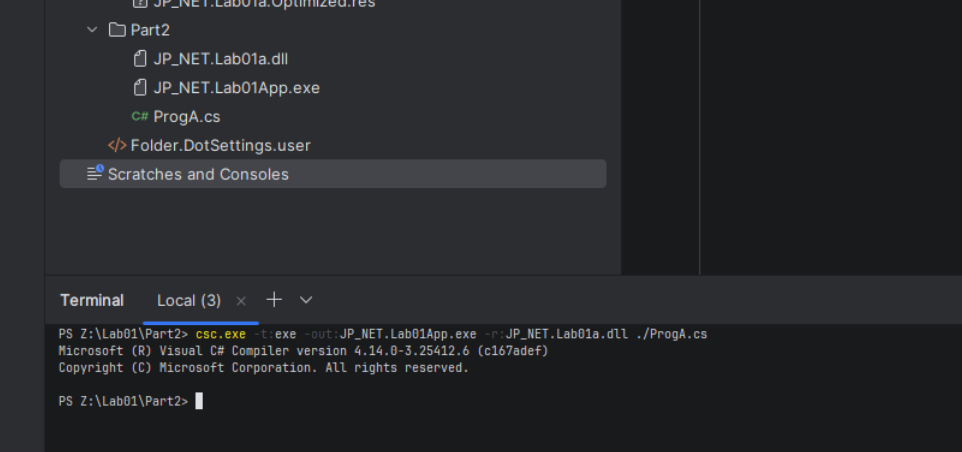 JP_NET.Lab01a.Optimized.res
Part2
JP_NET.Lab01a.dll
JP_NET.Lab01App.exe
C# ProgA.cs
</> Folder.DotSettings.user
Scratches and Consoles
Terminal Local (3) × +
PS Z:\Lab01\Part2> csc.exe -t:exe -out:JP_NET.Lab01App.exe -r:JP_NET.Lab01a.dll ./ProgA.cs
Microsoft (R) Visual C# Compiler version 4.14.0-3.25412.6 (c167adef)
Copyright (C) Microsoft Corporation. All rights reserved.
PS Z:\Lab01\Part2>